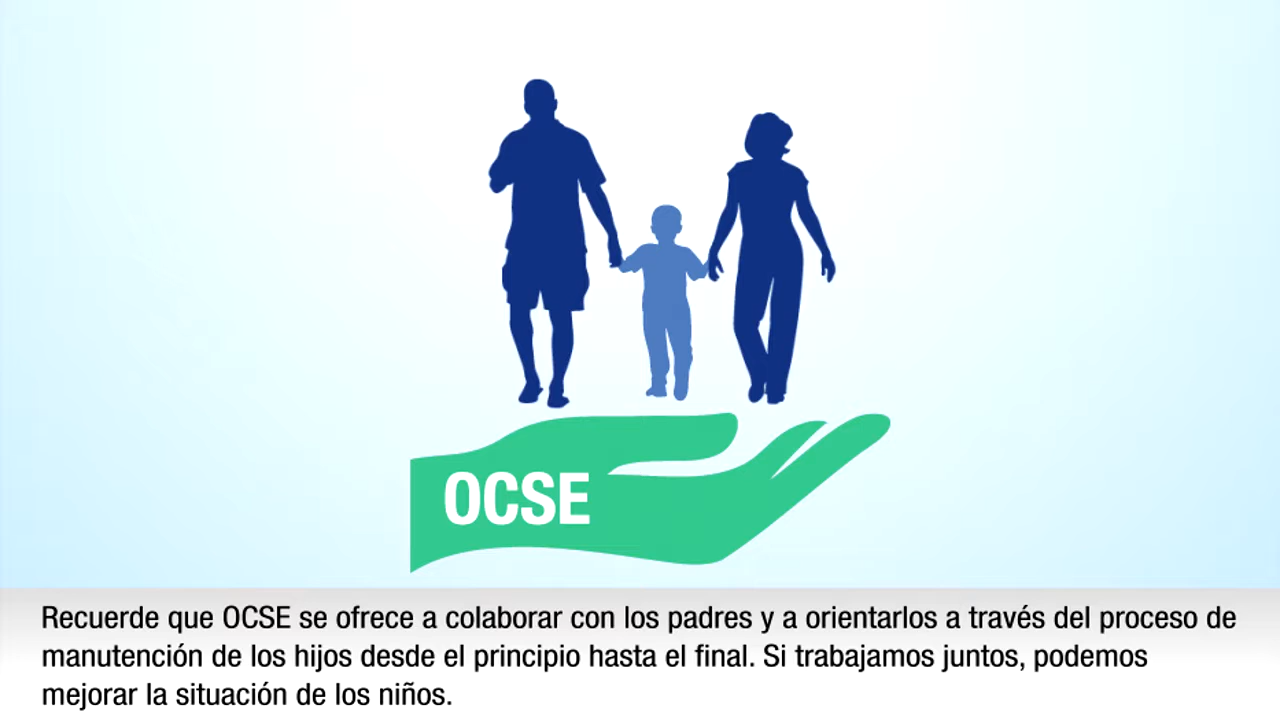 OCSE
Recuerde que OCSE se ofrece a colaborar con los padres y a orientarlos a través del proceso de
manutención de los hijos desde el principio hasta el final. Si trabajamos juntos, podemos
mejorar la situación de los niños.